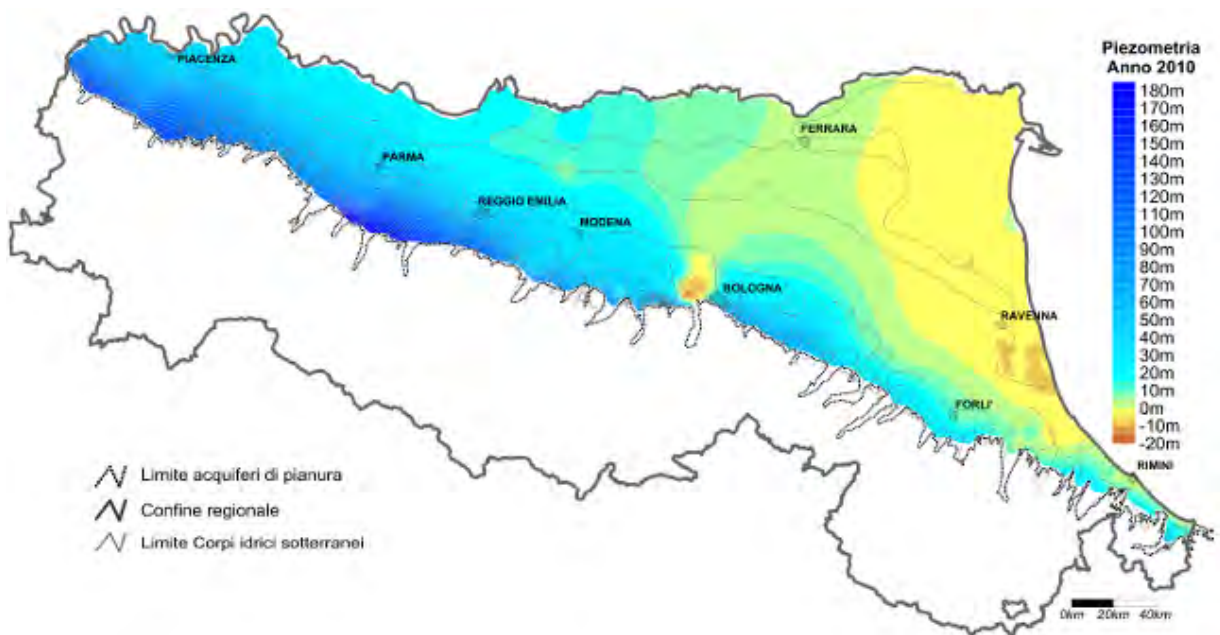 Piezometria
Anno 2010
180m
170m
160m
150m
140m
130m
120m
110m
100m
90m
80m
70m
60m
50m
40m
30m
20m
10m
0m
-10m
-20m
PIACENZA
PARMA
REGGIO EMILIA
MODENA
FERRARA
BOLOGNA
RAVENNA
FORLI'
RIMINI
Limite acquiferi di pianura
Confine regionale
Limite Corpi idrici sotterranei
0km 20km 40km